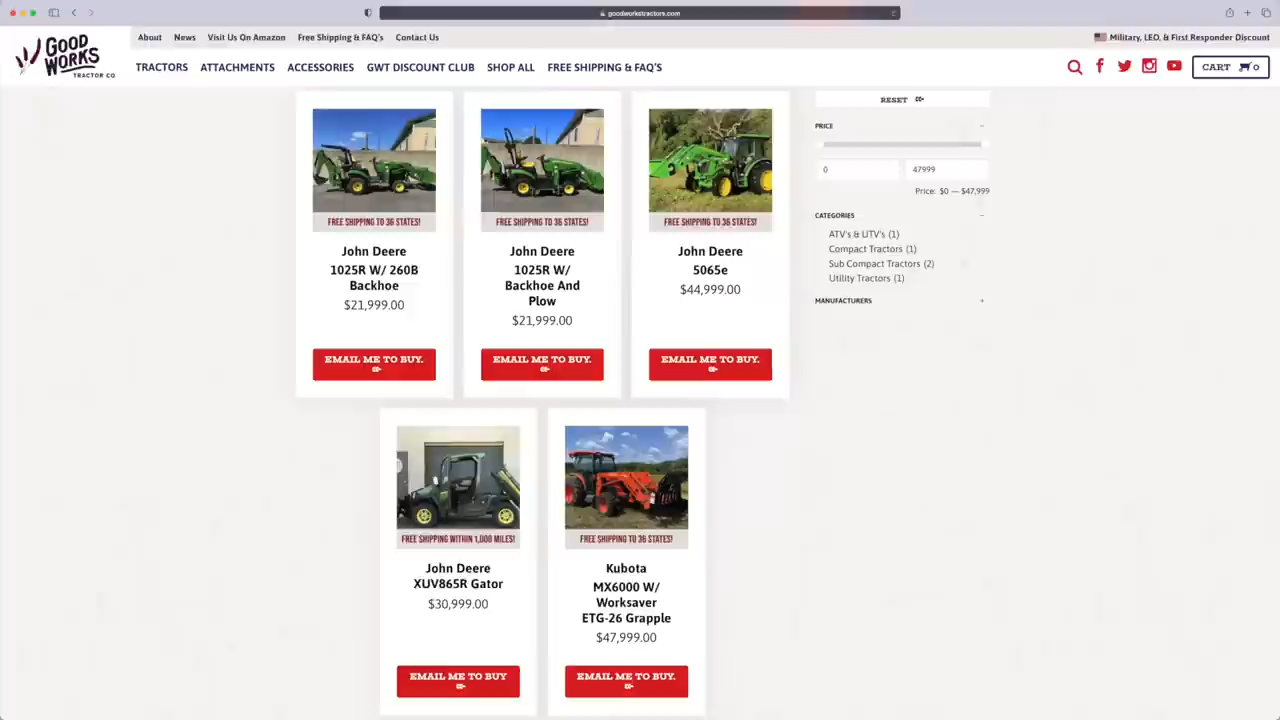 goodworkstractors.com
GOOD
WORKS
TRACTOR CO
About News Visit Us On Amazon Free Shipping & FAQ's Contact Us
Military, LEO, & First Responder Discount
TRACTORS ATTACHMENTS ACCESSORIES GWT DISCOUNT CLUB SHOP ALL FREE SHIPPING & FAQ'S
CART 0
RESET
PRICE
0 47999
Price: $0 — $47,999
CATEGORIES
ATV's & UTV's (1)
Compact Tractors (1)
Sub Compact Tractors (2)
Utility Tractors (1)
MANUFACTURERS
FREE SHIPPING TO 36 STATES!
John Deere
1025R W/ 260B
Backhoe
$21,999.00
EMAIL ME TO BUY.
FREE SHIPPING TO 36 STATES!
John Deere
1025R W/
Backhoe And
Plow
$21,999.00
EMAIL ME TO BUY.
FREE SHIPPING TO 36 STATES!
John Deere
5065e
$44,999.00
EMAIL ME TO BUY.
FREE SHIPPING WITHIN 1,000 MILES!
John Deere
XUV865R Gator
$30,999.00
EMAIL ME TO BUY
FREE SHIPPING TO 36 STATES!
Kubota
MX6000 W/
Worksaver
ETG-26 Grapple
$47,999.00
EMAIL ME TO BUY.